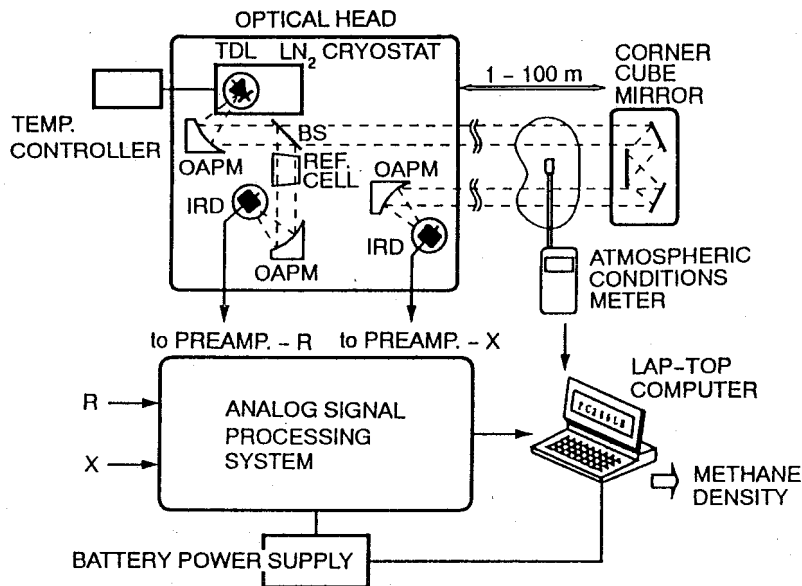 OPTICAL HEAD
TDL LN2 CRYOSTAT
1 – 100 m
CORNER
CUBE
MIRROR
TEMP.
CONTROLLER
BS
OAPM
REF.
CELL
OAPM
IRD
IRD
OAPM
ATMOSPHERIC
CONDITIONS
METER
to PREAMP. – R
to PREAMP. – X
LAP–TOP
COMPUTER
R
X
ANALOG SIGNAL
PROCESSING
SYSTEM
PC286LB
METHANE
DENSITY
BATTERY POWER SUPPLY